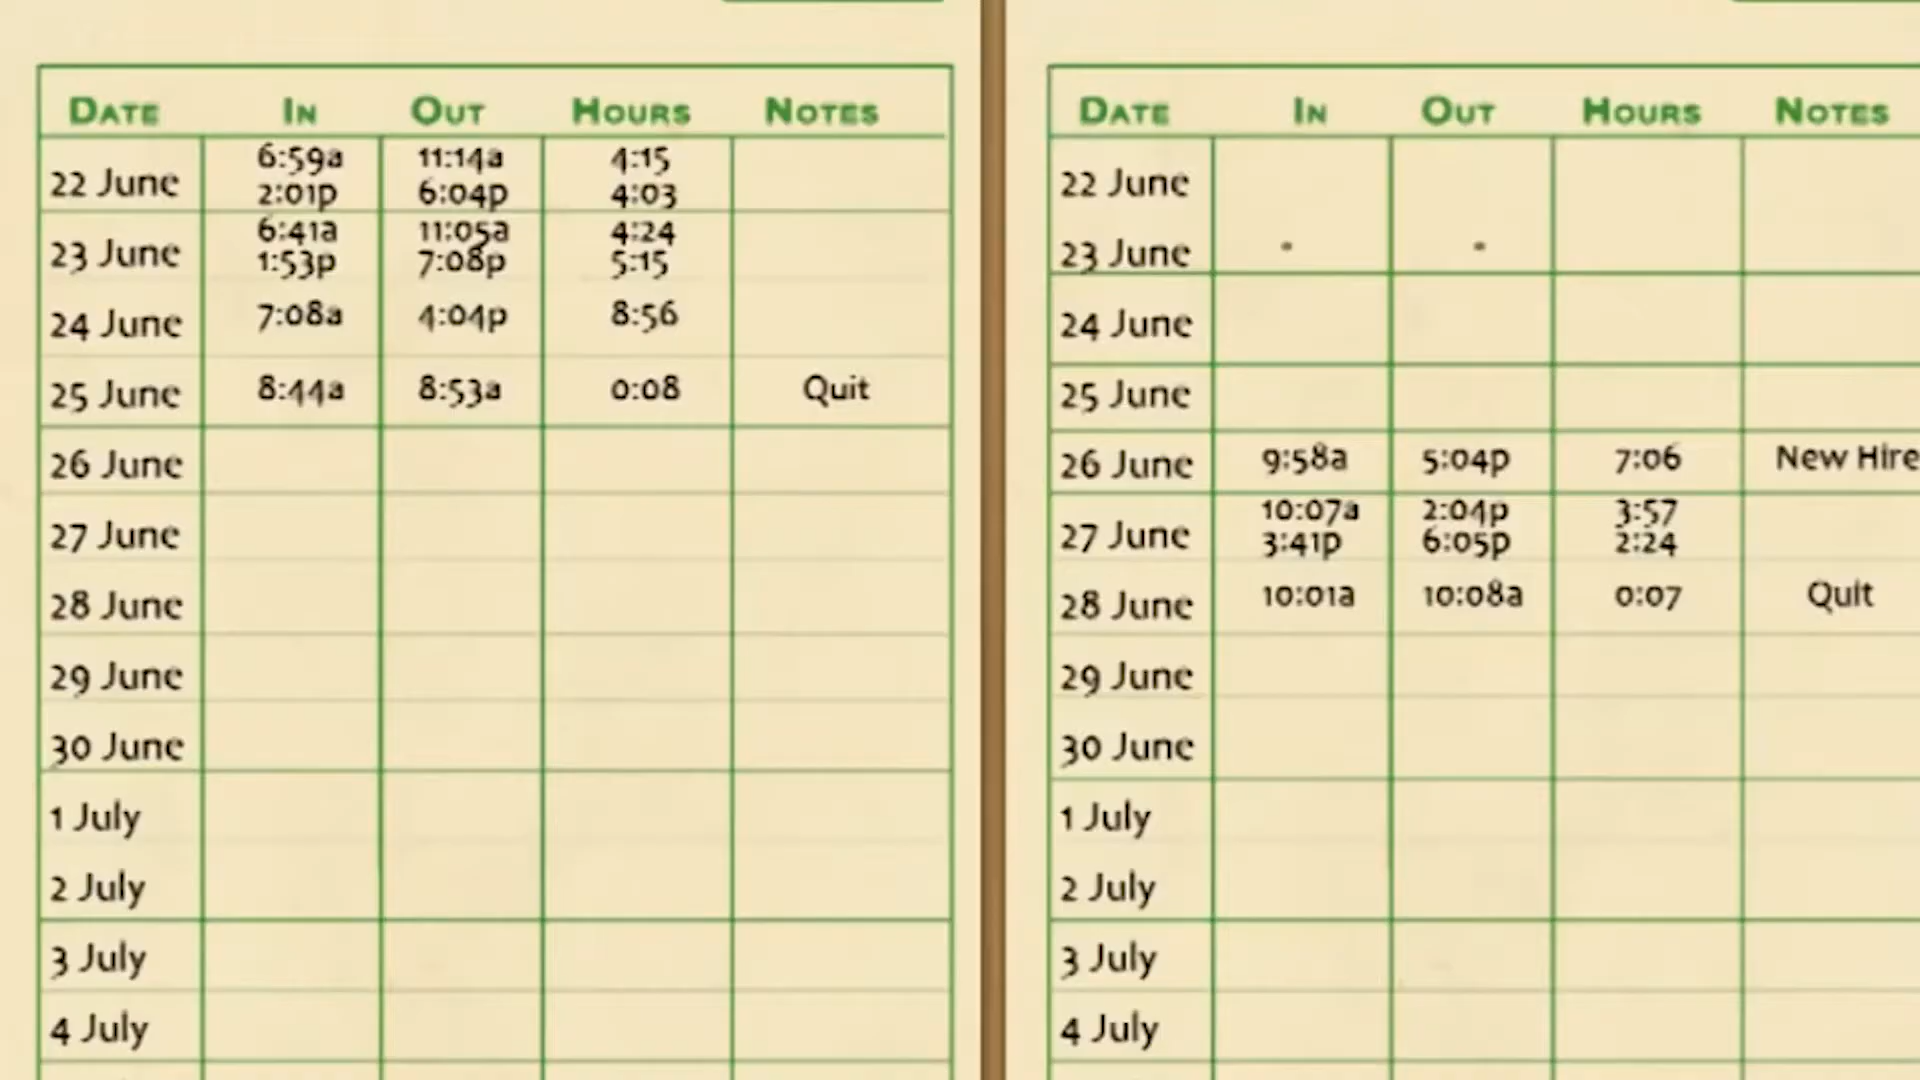 DATE IN OUT HOURS NOTES
22 June 6:59a 11:14a 4:15
2:01p 6:04p 4:03
23 June 6:41a 11:05a 4:24
1:53p 7:08p 5:15
24 June 7:08a 4:04p 8:56
25 June 8:44a 8:53a 0:08 Quit
26 June
27 June
28 June
29 June
30 June
1 July
2 July
3 July
4 July
DATE IN OUT HOURS NOTES
22 June
23 June
24 June
25 June
26 June 9:58a 5:04p 7:06 New Hire
27 June 10:07a 2:04p 3:57
3:41p 6:05p 2:24
28 June 10:01a 10:08a 0:07 Quit
29 June
30 June
1 July
2 July
3 July
4 July